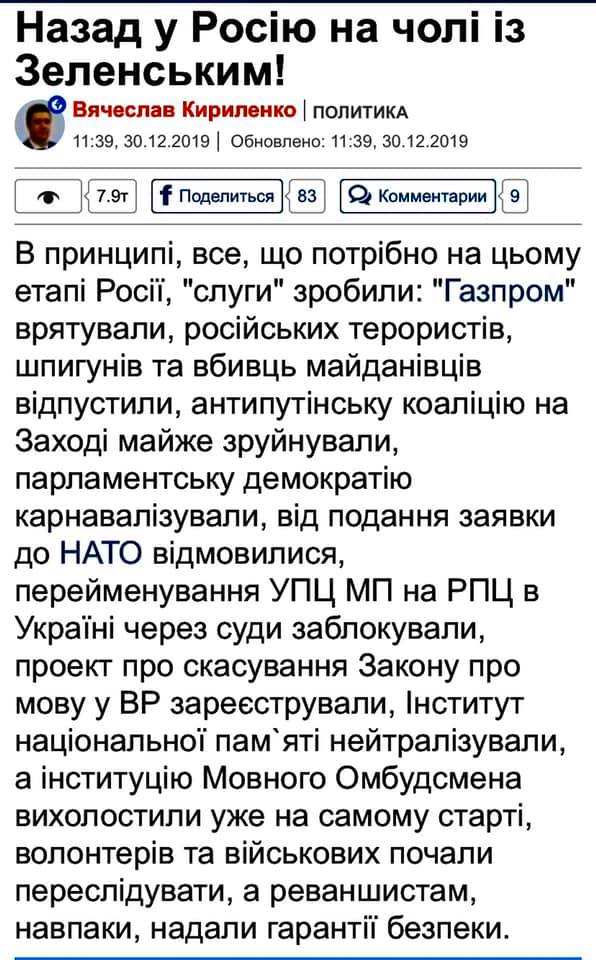 Назад у Росію на чолі із
Зеленським!
Вячеслав Кириленко | ПОЛИТИКА
11:39, 30.12.2019 | Обновлено: 11:39, 30.12.2019
7.9т Поделиться 83 Комментарии 9
В принципі, все, що потрібно на цьому
етапі Росії, "слуги" зробили: "Газпром"
врятували, російських терористів,
шпигунів та вбивць майданівців
відпустили, антипутінську коаліцію на
Заході майже зруйнували,
парламентську демократію
карнавалізували, від подання заявки
до НАТО відмовилися,
перейменування УПЦ МП на РПЦ в
Україні через суди заблокували,
проект про скасування Закону про
мову у ВР зареєстрували, Інститут
національної пам`яті нейтралізували,
а інституцію Мовного Омбудсмена
вихолостили уже на самому старті,
волонтерів та військових почали
переслідувати, а реваншистам,
навпаки, надали гарантії безпеки.